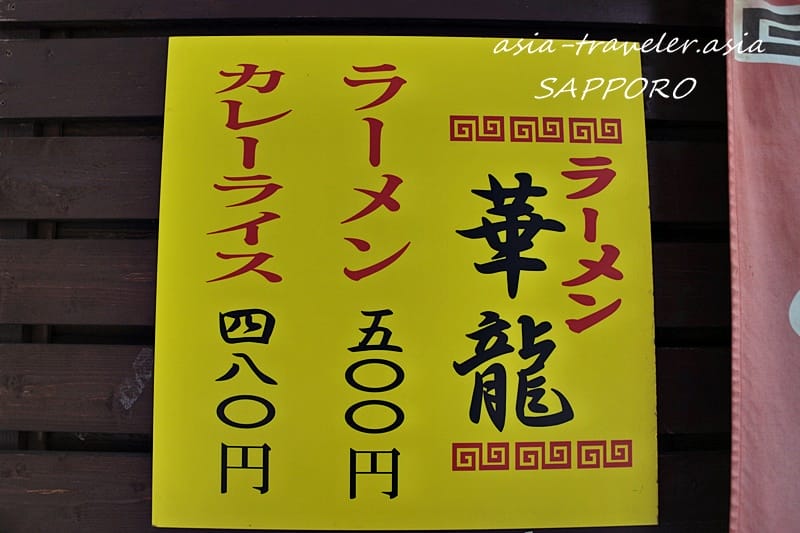 asia-traveler.asia
SAPPORO
ラーメン
華龍
ラーメン 五〇〇円
カレーライス 四八〇円